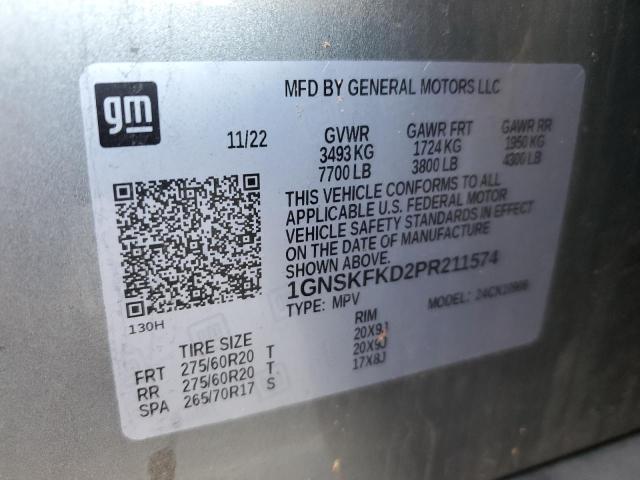 gm
MFD BY GENERAL MOTORS LLC
11/22 GVWR GAWR FRT GAWR RR
3493 KG 1724 KG 1950 KG
7700 LB 3800 LB 4300 LB
THIS VEHICLE CONFORMS TO ALL
APPLICABLE U.S. FEDERAL MOTOR
VEHICLE SAFETY STANDARDS IN EFFECT
ON THE DATE OF MANUFACTURE
SHOWN ABOVE.
1GNSKFKD2PR211574
TYPE: MPV MODEL:
130H
TIRE SIZE RIM
FRT 275/60R20 T 20X9J
RR 275/60R20 T 20X9J
SPA 265/70R17 S 17X8J